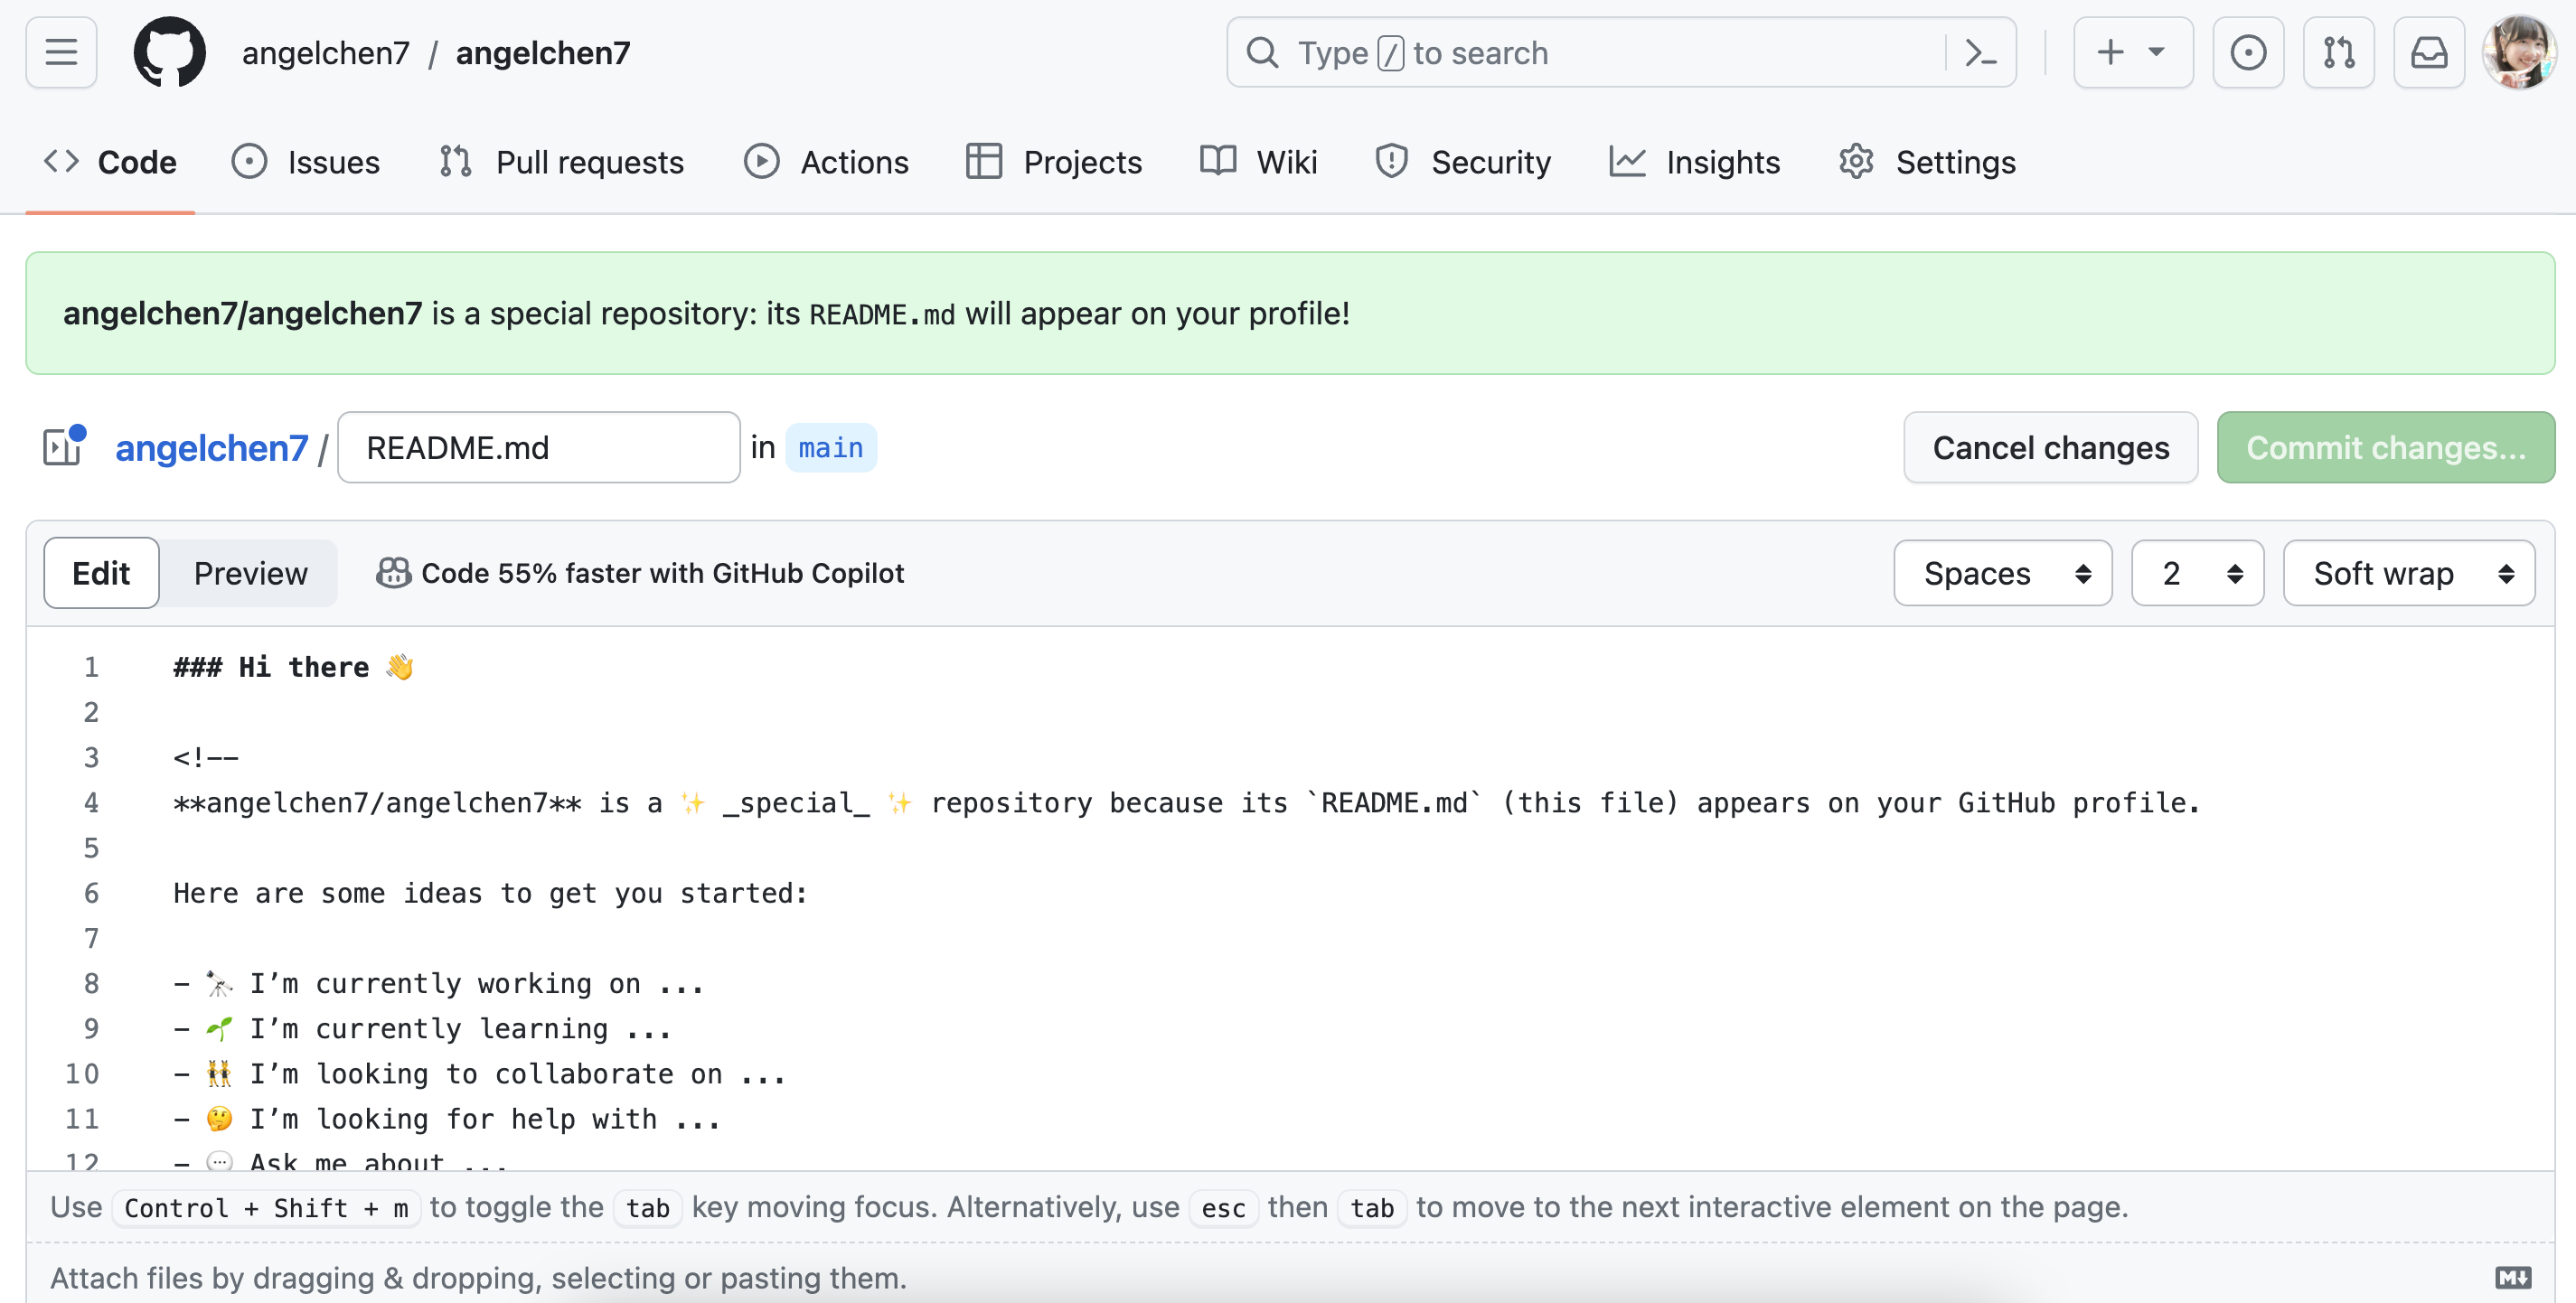 angelchen7 / angelchen7
Type / to search
Code Issues Pull requests Actions Projects Wiki Security Insights Settings
angelchen7/angelchen7 is a special repository: its README.md will appear on your profile!
angelchen7 / README.md in main
Cancel changes Commit changes...
Edit Preview Code 55% faster with GitHub Copilot
Spaces 2 Soft wrap
1 ### Hi there 👋
2
3 <!--
4 **angelchen7/angelchen7** is a ✨ _special_ ✨ repository because its `README.md` (this file) appears on your GitHub profile.
5
6 Here are some ideas to get you started:
7
8 - 🔭 I’m currently working on ...
9 - 🌱 I’m currently learning ...
10 - 👯 I’m looking to collaborate on ...
11 - 🤔 I’m looking for help with ...
12 - 💬 Ask me about ...
Use Control + Shift + m to toggle the tab key moving focus. Alternatively, use esc then tab to move to the next interactive element on the page.
Attach files by dragging & dropping, selecting or pasting them.